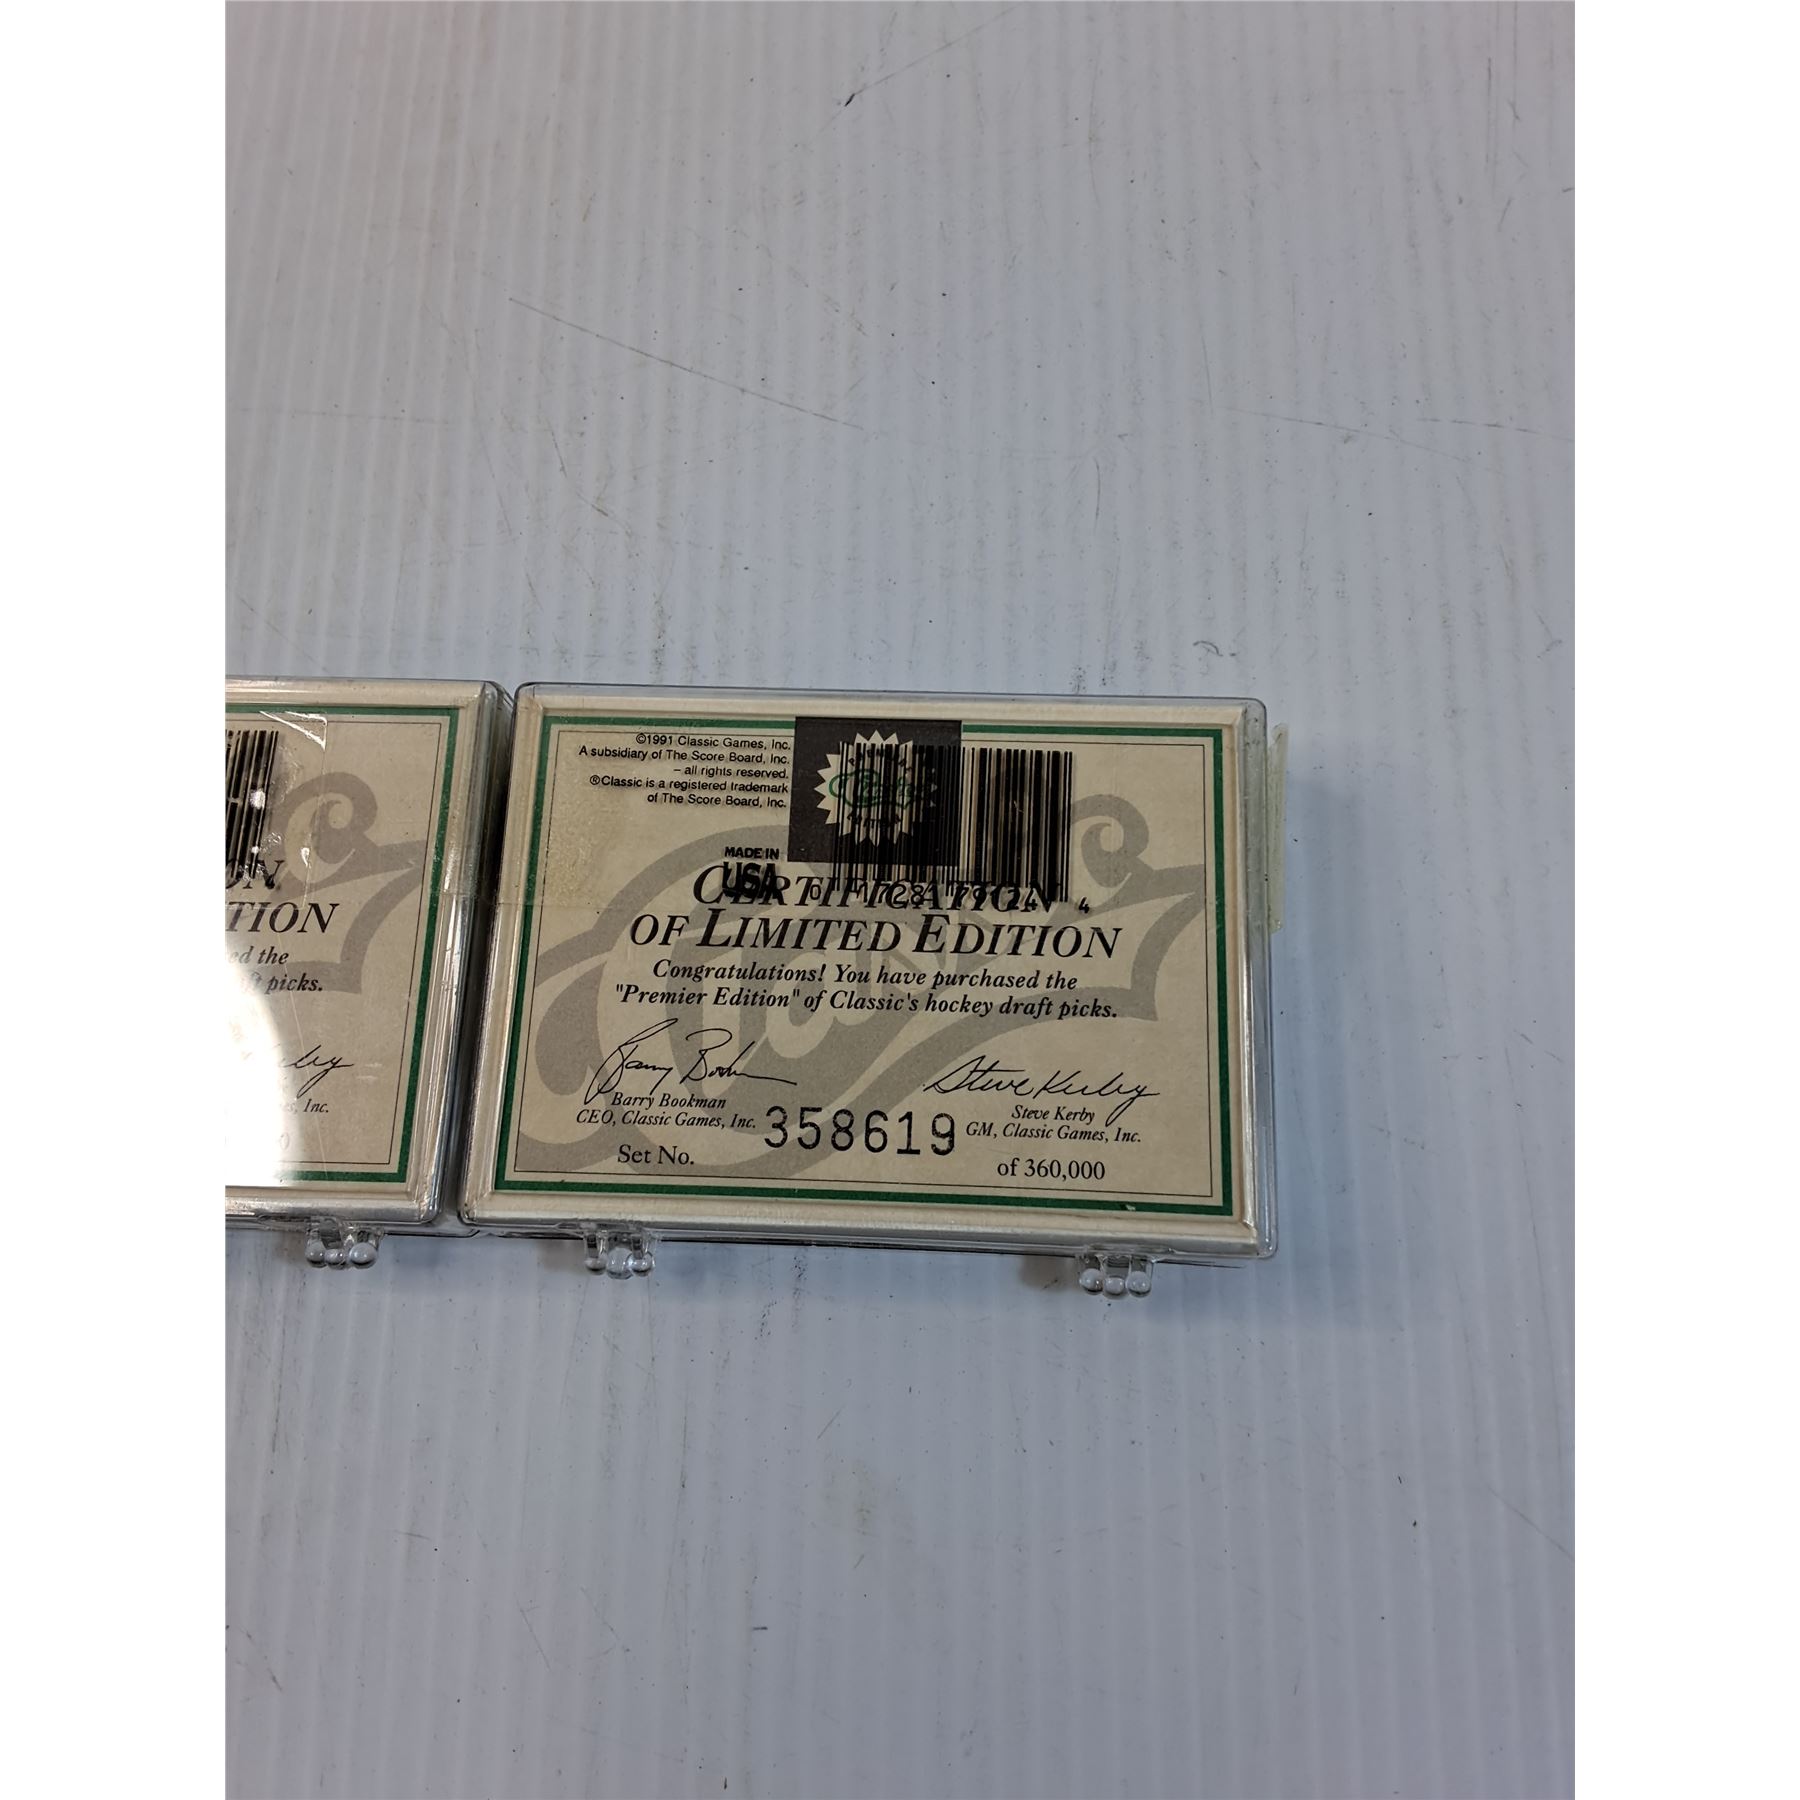 ON
TION
ed the
ft picks.
es, Inc.
©1991 Classic Games, Inc.
A subsidiary of The Score Board, Inc.
– all rights reserved.
®Classic is a registered trademark
of The Score Board, Inc.
MADE IN
USA
CERTIFICATION
OF LIMITED EDITION
Congratulations! You have purchased the
"Premier Edition" of Classic's hockey draft picks.
Barry Bookman
CEO, Classic Games, Inc.
Steve Kerby
GM, Classic Games, Inc.
Set No. 358619 of 360,000